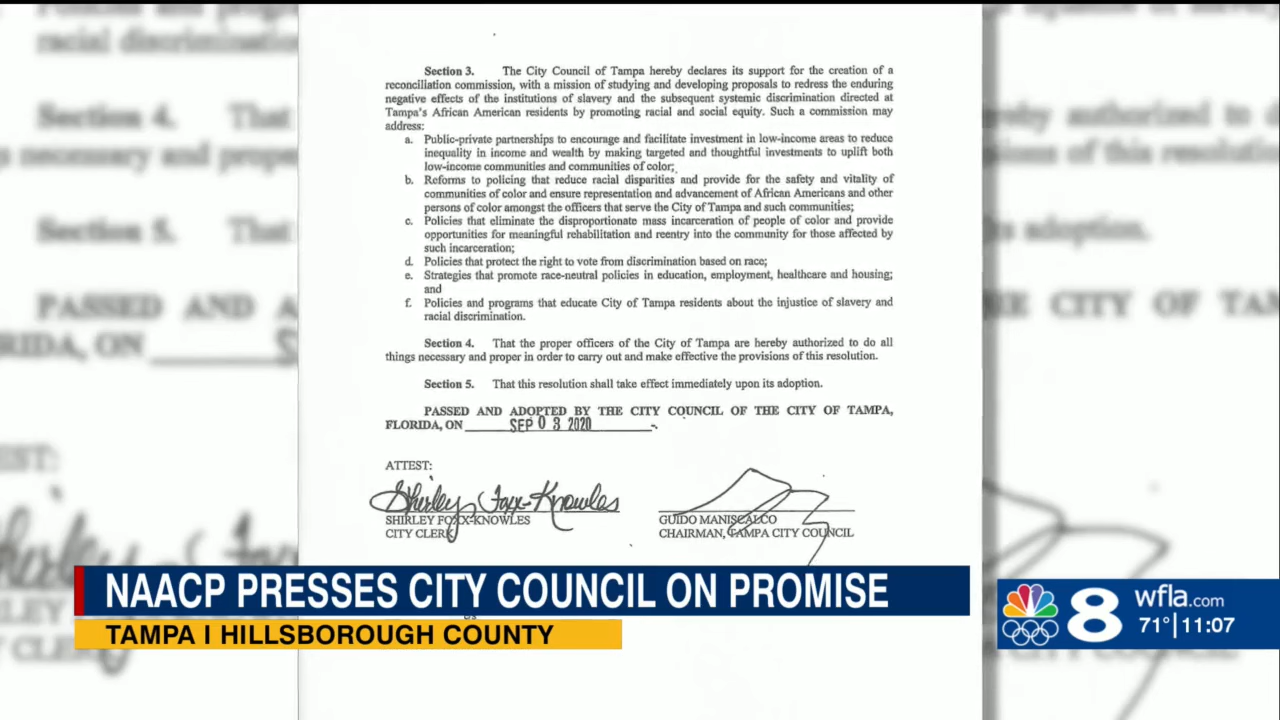 Section 3. The City Council of Tampa hereby declares its support for the creation of a
reconciliation commission, with a mission of studying and developing proposals to redress the enduring
negative effects of the institutions of slavery and the subsequent systemic discrimination directed at
Tampa's African American residents by promoting racial and social equity. Such a commission may
address:
a. Public-private partnerships to encourage and facilitate investment in low-income areas to reduce
inequality in income and wealth by making targeted and thoughtful investments to uplift both
low-income communities and communities of color;
b. Reforms to policing that reduce racial disparities and provide for the safety and vitality of
communities of color and ensure representation and advancement of African Americans and other
persons of color amongst the officers that serve the City of Tampa and such communities;
c. Policies that eliminate the disproportionate mass incarceration of people of color and provide
opportunities for meaningful rehabilitation and reentry into the community for those affected by
such incarceration;
d. Policies that protect the right to vote from discrimination based on race;
e. Strategies that promote race-neutral policies in education, employment, healthcare and housing;
and
f. Policies and programs that educate City of Tampa residents about the injustice of slavery and
racial discrimination.
Section 4. That the proper officers of the City of Tampa are hereby authorized to do all
things necessary and proper in order to carry out and make effective the provisions of this resolution.
Section 5. That this resolution shall take effect immediately upon its adoption.
PASSED AND ADOPTED BY THE CITY COUNCIL OF THE CITY OF TAMPA,
FLORIDA, ON SEP 03 2020.
ATTEST:
Shirley Foxx-Knowles
SHIRLEY FOXX-KNOWLES
CITY CLERK
GUIDO MANISCALCO
CHAIRMAN, TAMPA CITY COUNCIL
NAACP PRESSES CITY COUNCIL ON PROMISE
TAMPA | HILLSBOROUGH COUNTY
8
wfla.com
71° | 11:07